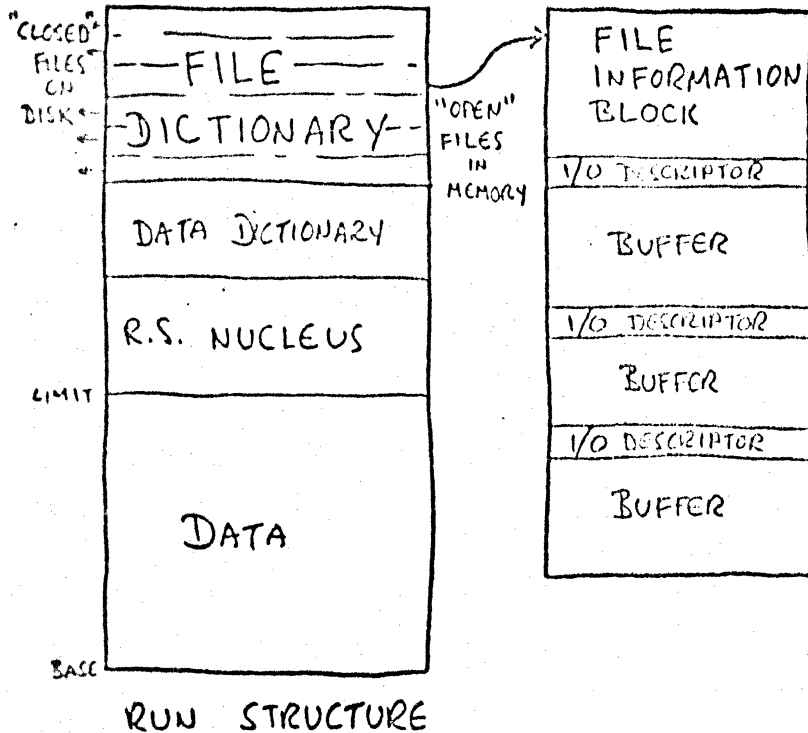 "CLOSED"
FILES
ON
DISK
FILE
DICTIONARY
DATA DICTIONARY
R.S. NUCLEUS
LIMIT
DATA
BASE
RUN STRUCTURE
"OPEN"
FILES
IN
MEMORY
FILE
INFORMATION
BLOCK
I/O DESCRIPTOR
BUFFER
I/O DESCRIPTOR
BUFFER
I/O DESCRIPTOR
BUFFER